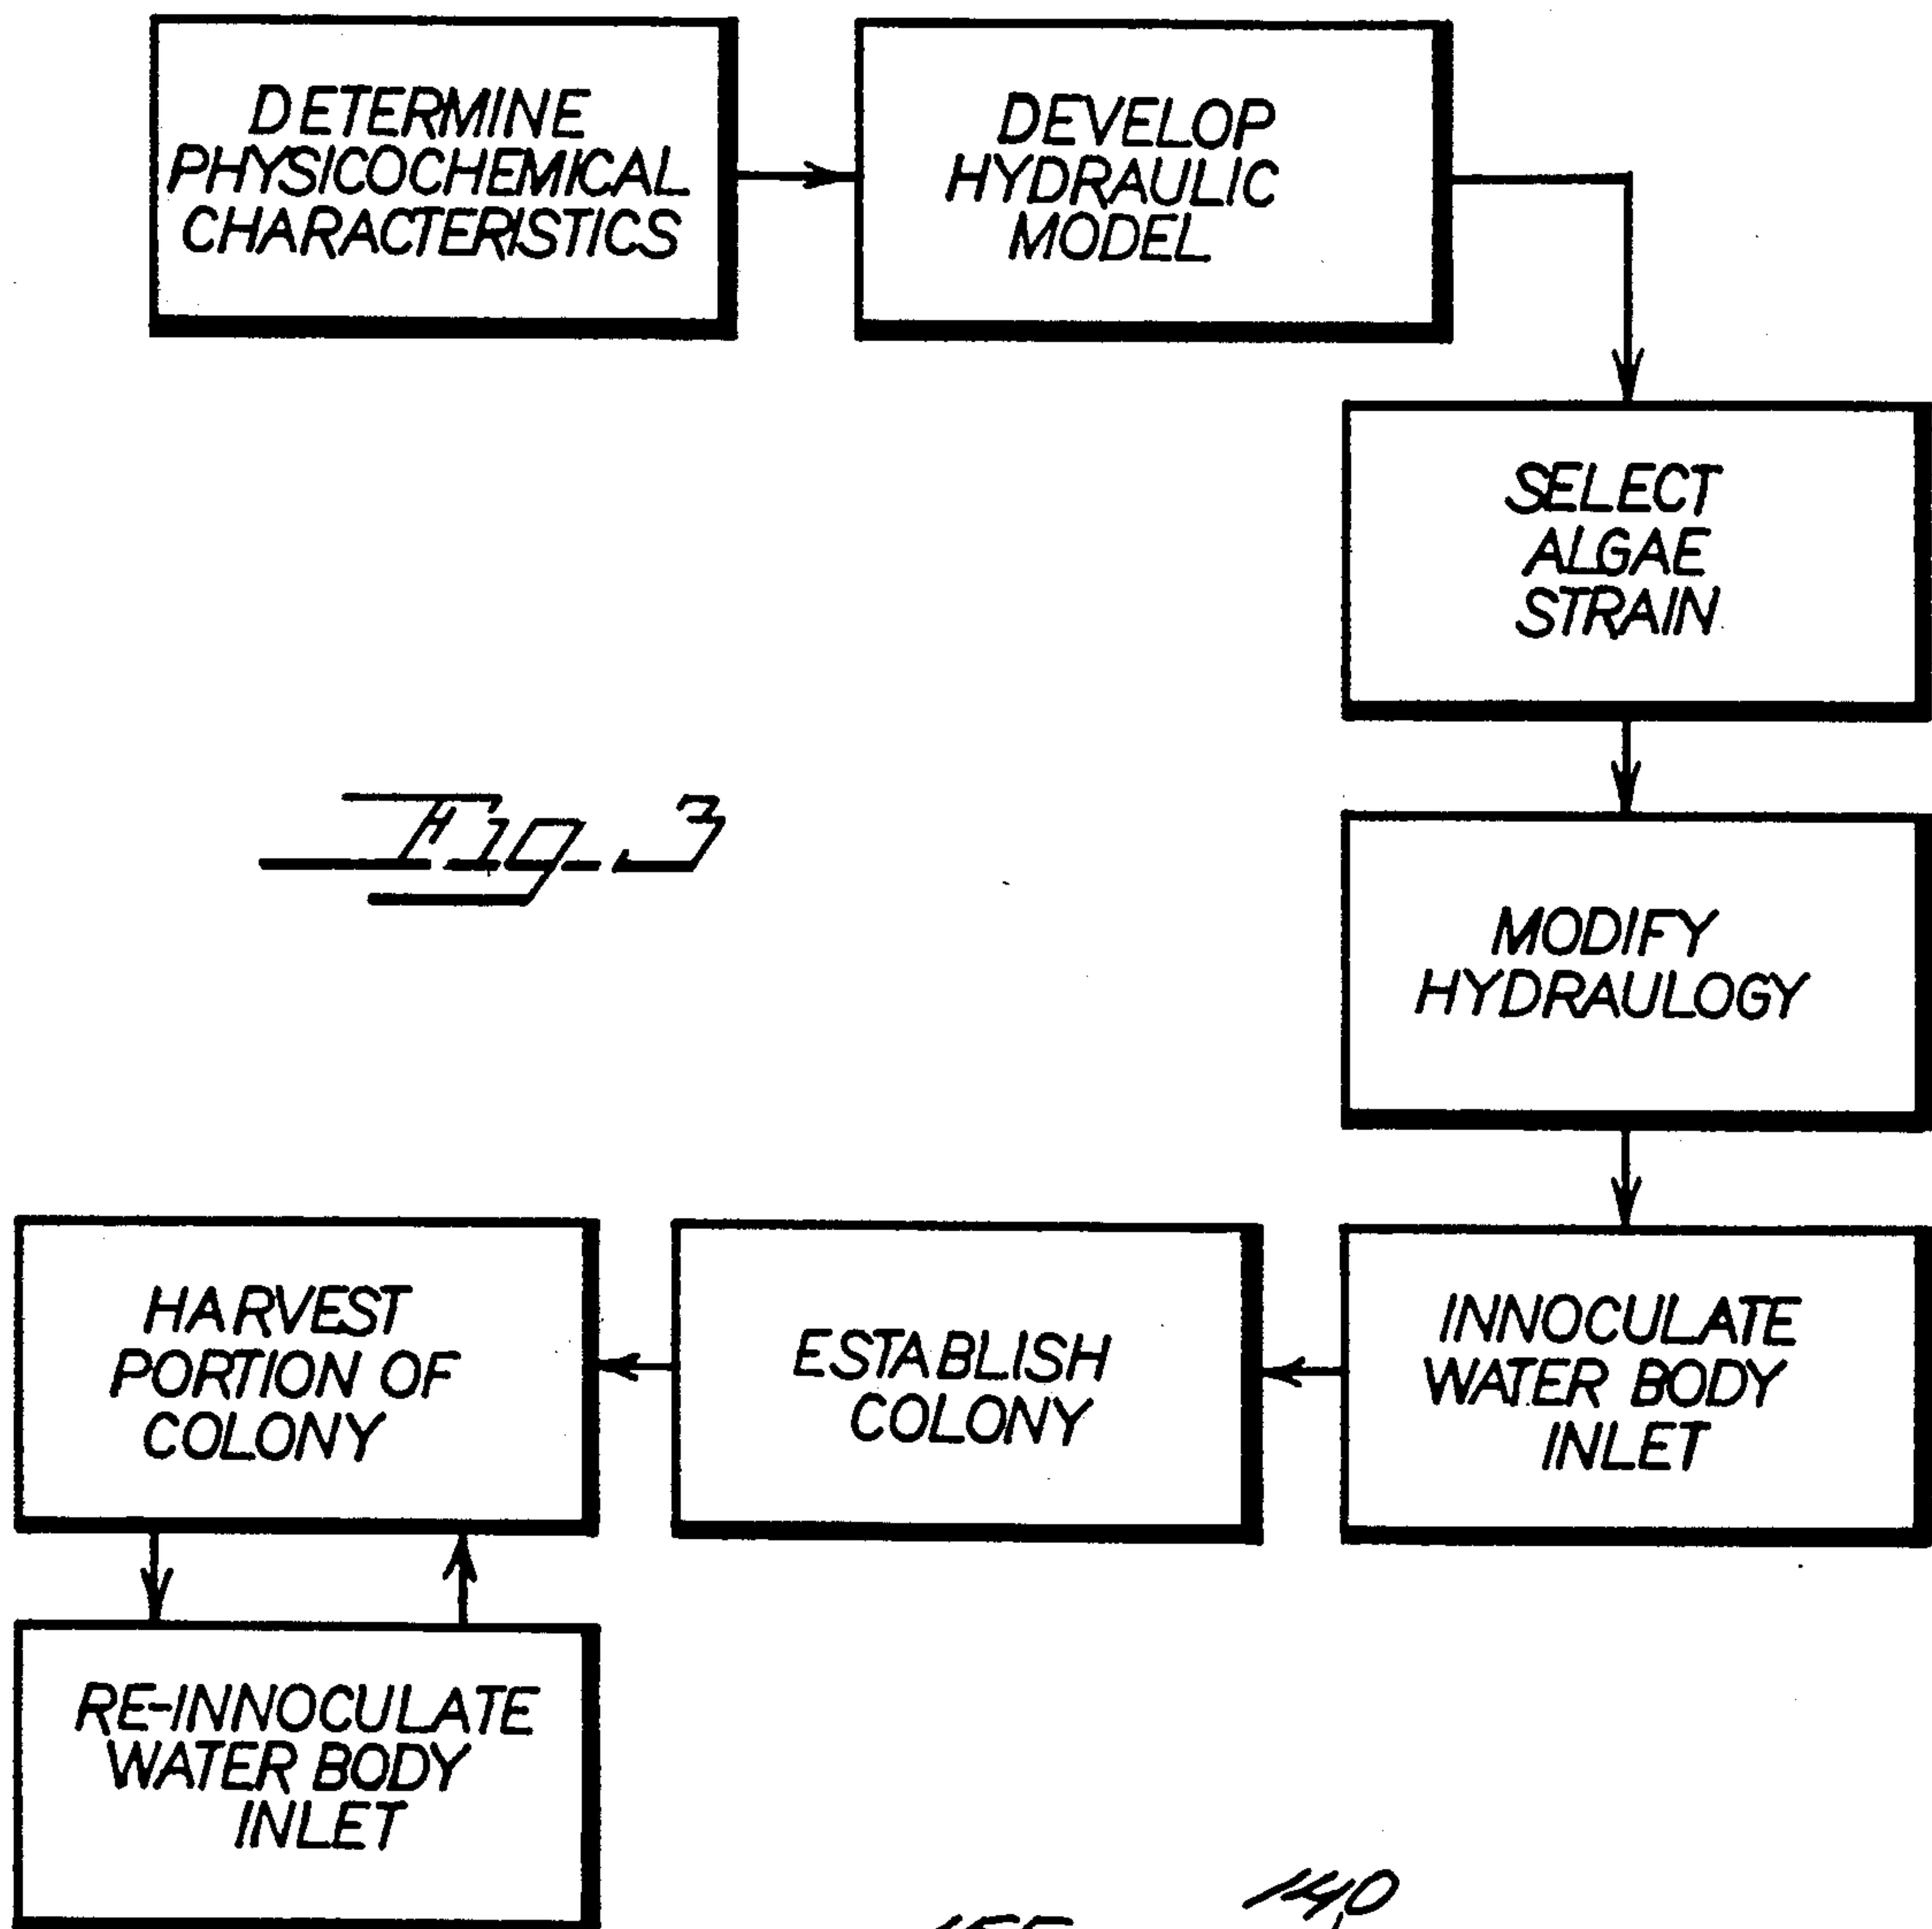 DETERMINE
PHYSICOCHEMICAL
CHARACTERISTICS
DEVELOP
HYDRAULIC
MODEL
SELECT
ALGAE
STRAIN
Fig. 3
MODIFY
HYDRAULOGY
INNOCULATE
WATER BODY
INLET
ESTABLISH
COLONY
HARVEST
PORTION OF
COLONY
RE-INNOCULATE
WATER BODY
INLET
140